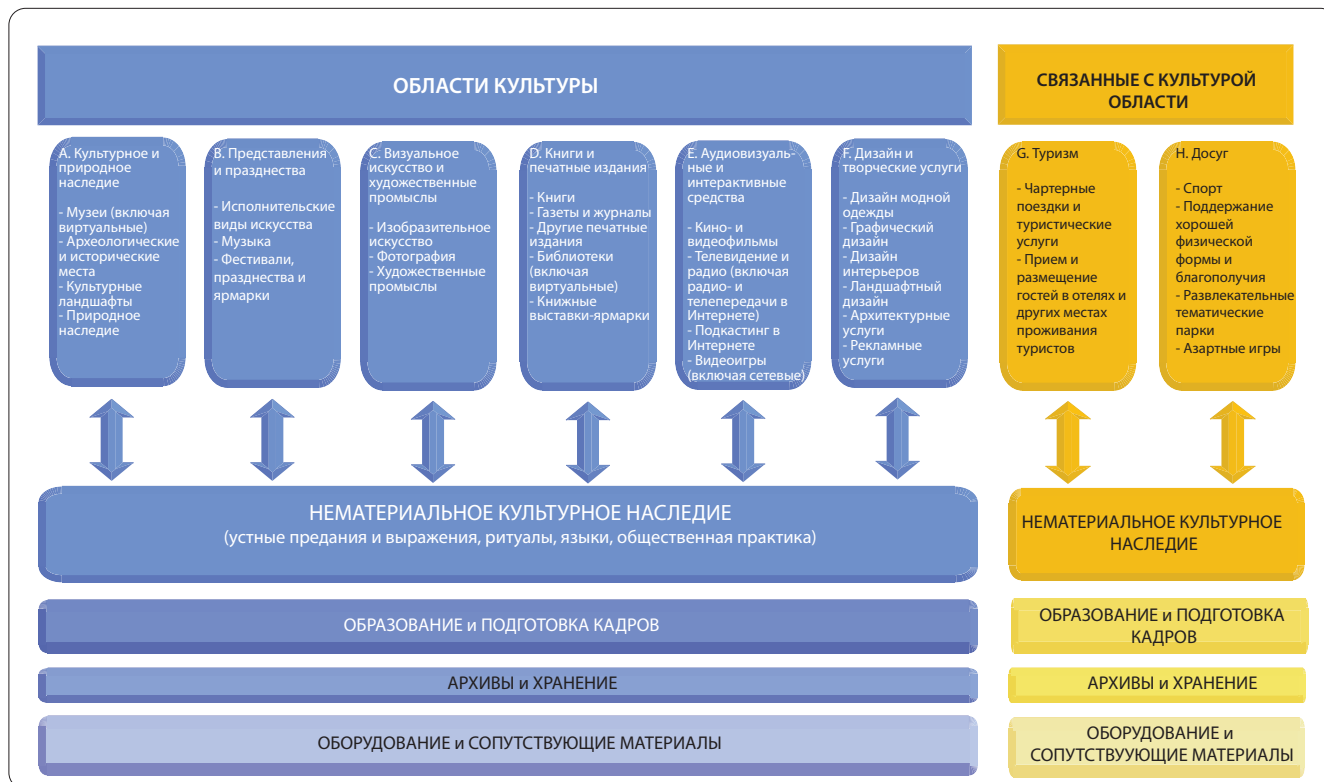 ОБЛАСТИ КУЛЬТУРЫ
СВЯЗАННЫЕ С КУЛЬТУРОЙ
ОБЛАСТИ
A. Культурное и
природное
наследие
- Музеи (включая
виртуальные)
- Археологические
и исторические
места
- Культурные
ландшафты
- Природное
наследие
B. Представления
и празднества
- Исполнительские
виды искусства
- Музыка
- Фестивали,
празднества и
ярмарки
C. Визуальное
искусство и
художественные
промыслы
- Изобразительное
искусство
- Фотография
- Художественные
промыслы
D. Книги и
печатные издания
- Книги
- Газеты и журналы
- Другие печатные
издания
- Библиотеки
(включая
виртуальные)
- Книжные
выставки-ярмарки
E. Аудиовизуаль-
ные и
интерактивные
средства
- Кино- и
видеофильмы
- Телевидение и
радио (включая
радио- и
телепередачи в
Интернете)
- Подкастинг в
Интернете
- Видеоигры
(включая сетевые)
F. Дизайн и
творческие услуги
- Дизайн модной
одежды
- Графический
дизайн
- Дизайн
интерьеров
- Ландшафтный
дизайн
- Архитектурные
услуги
- Рекламные
услуги
G. Туризм
- Чартерные
поездки и
туристические
услуги
- Прием и
размещение
гостей в отелях и
других местах
проживания
туристов
H. Досуг
- Спорт
- Поддержание
хорошей
физической
формы и
благополучия
- Развлекательные
тематические
парки
- Азартные игры
НЕМАТЕРИАЛЬНОЕ КУЛЬТУРНОЕ НАСЛЕДИЕ
(устные предания и выражения, ритуалы, языки, общественная практика)
НЕМАТЕРИАЛЬНОЕ КУЛЬТУРНОЕ
НАСЛЕДИЕ
ОБРАЗОВАНИЕ и ПОДГОТОВКА КАДРОВ
ОБРАЗОВАНИЕ и ПОДГОТОВКА
КАДРОВ
АРХИВЫ и ХРАНЕНИЕ
АРХИВЫ и ХРАНЕНИЕ
ОБОРУДОВАНИЕ и СОПУТСТВУЮЩИЕ МАТЕРИАЛЫ
ОБОРУДОВАНИЕ и
СОПУТСТВУУЮЩИЕ МАТЕРИАЛЫ